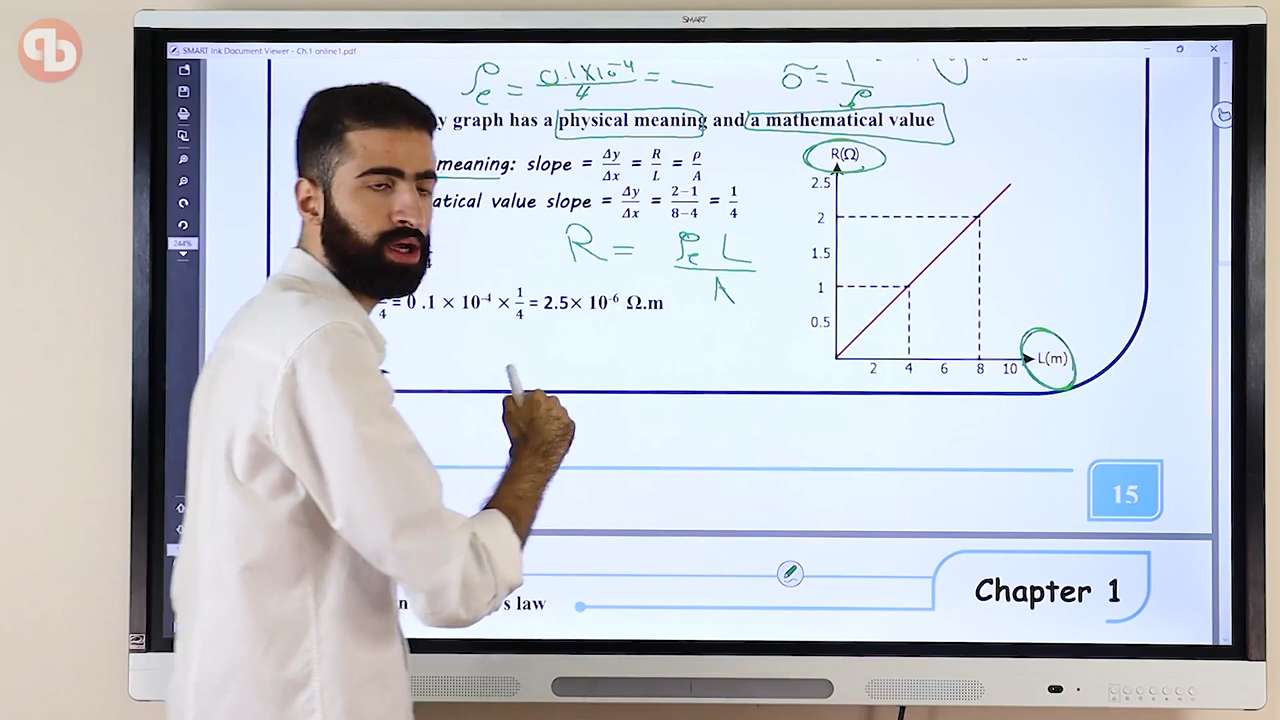 SMART
SMART Ink Document Viewer - Ch.1 online1.pdf
ρe = 0.1×10⁻⁴/4 = __
σ = 1/ρ
graph has a physical meaning and a mathematical value
meaning: slope = Δy/Δx = R/L = ρ/A
atical value slope = Δy/Δx = 2−1/8−4 = 1/4
R = ρe L/A
4 = 0.1 × 10⁻⁴ × 1/4 = 2.5× 10⁻⁶ Ω.m
R(Ω)
2.5
2
1.5
1
0.5
2 4 6 8 10 L(m)
244%
15
Chapter 1
s law